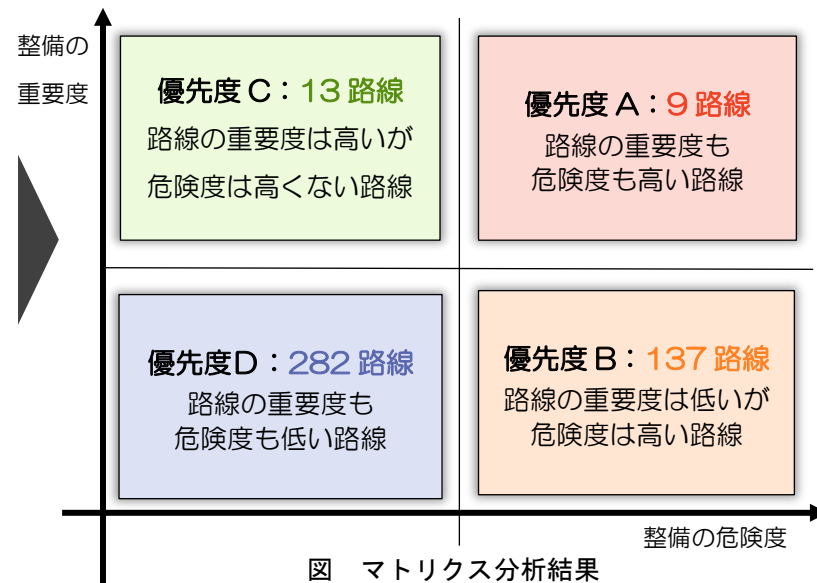 整備の
重要度
優先度C：13路線
路線の重要度は高いが
危険度は高くない路線
優先度A：9路線
路線の重要度も
危険度も高い路線
優先度D：282路線
路線の重要度も
危険度も低い路線
優先度B：137路線
路線の重要度は低いが
危険度は高い路線
整備の危険度
図　マトリクス分析結果